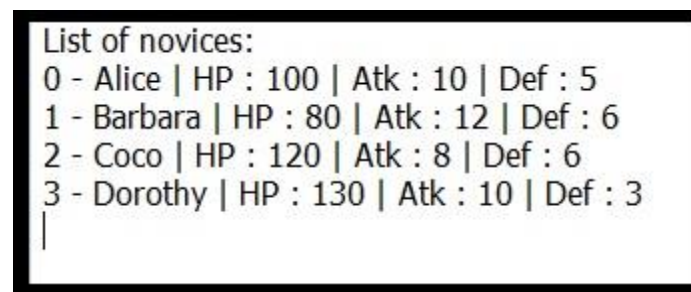 List of novices:
0 - Alice | HP : 100 | Atk : 10 | Def : 5
1 - Barbara | HP : 80 | Atk : 12 | Def : 6
2 - Coco | HP : 120 | Atk : 8 | Def : 6
3 - Dorothy | HP : 130 | Atk : 10 | Def : 3